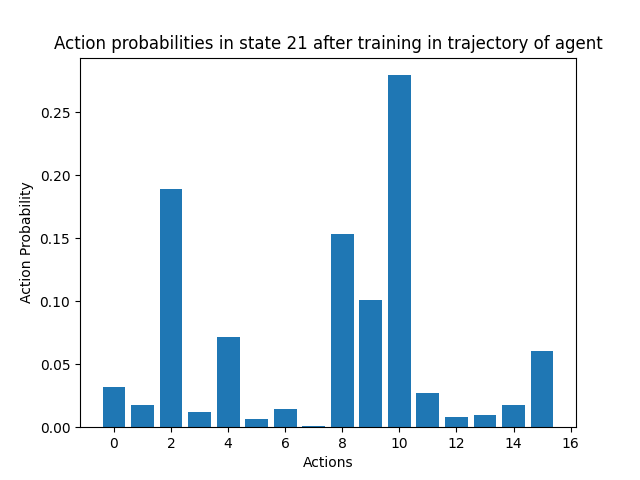 Action probabilities in state 21 after training in trajectory of agent
Action Probability
0.25
0.20
0.15
0.10
0.05
0.00
0 2 4 6 8 10 12 14 16
Actions